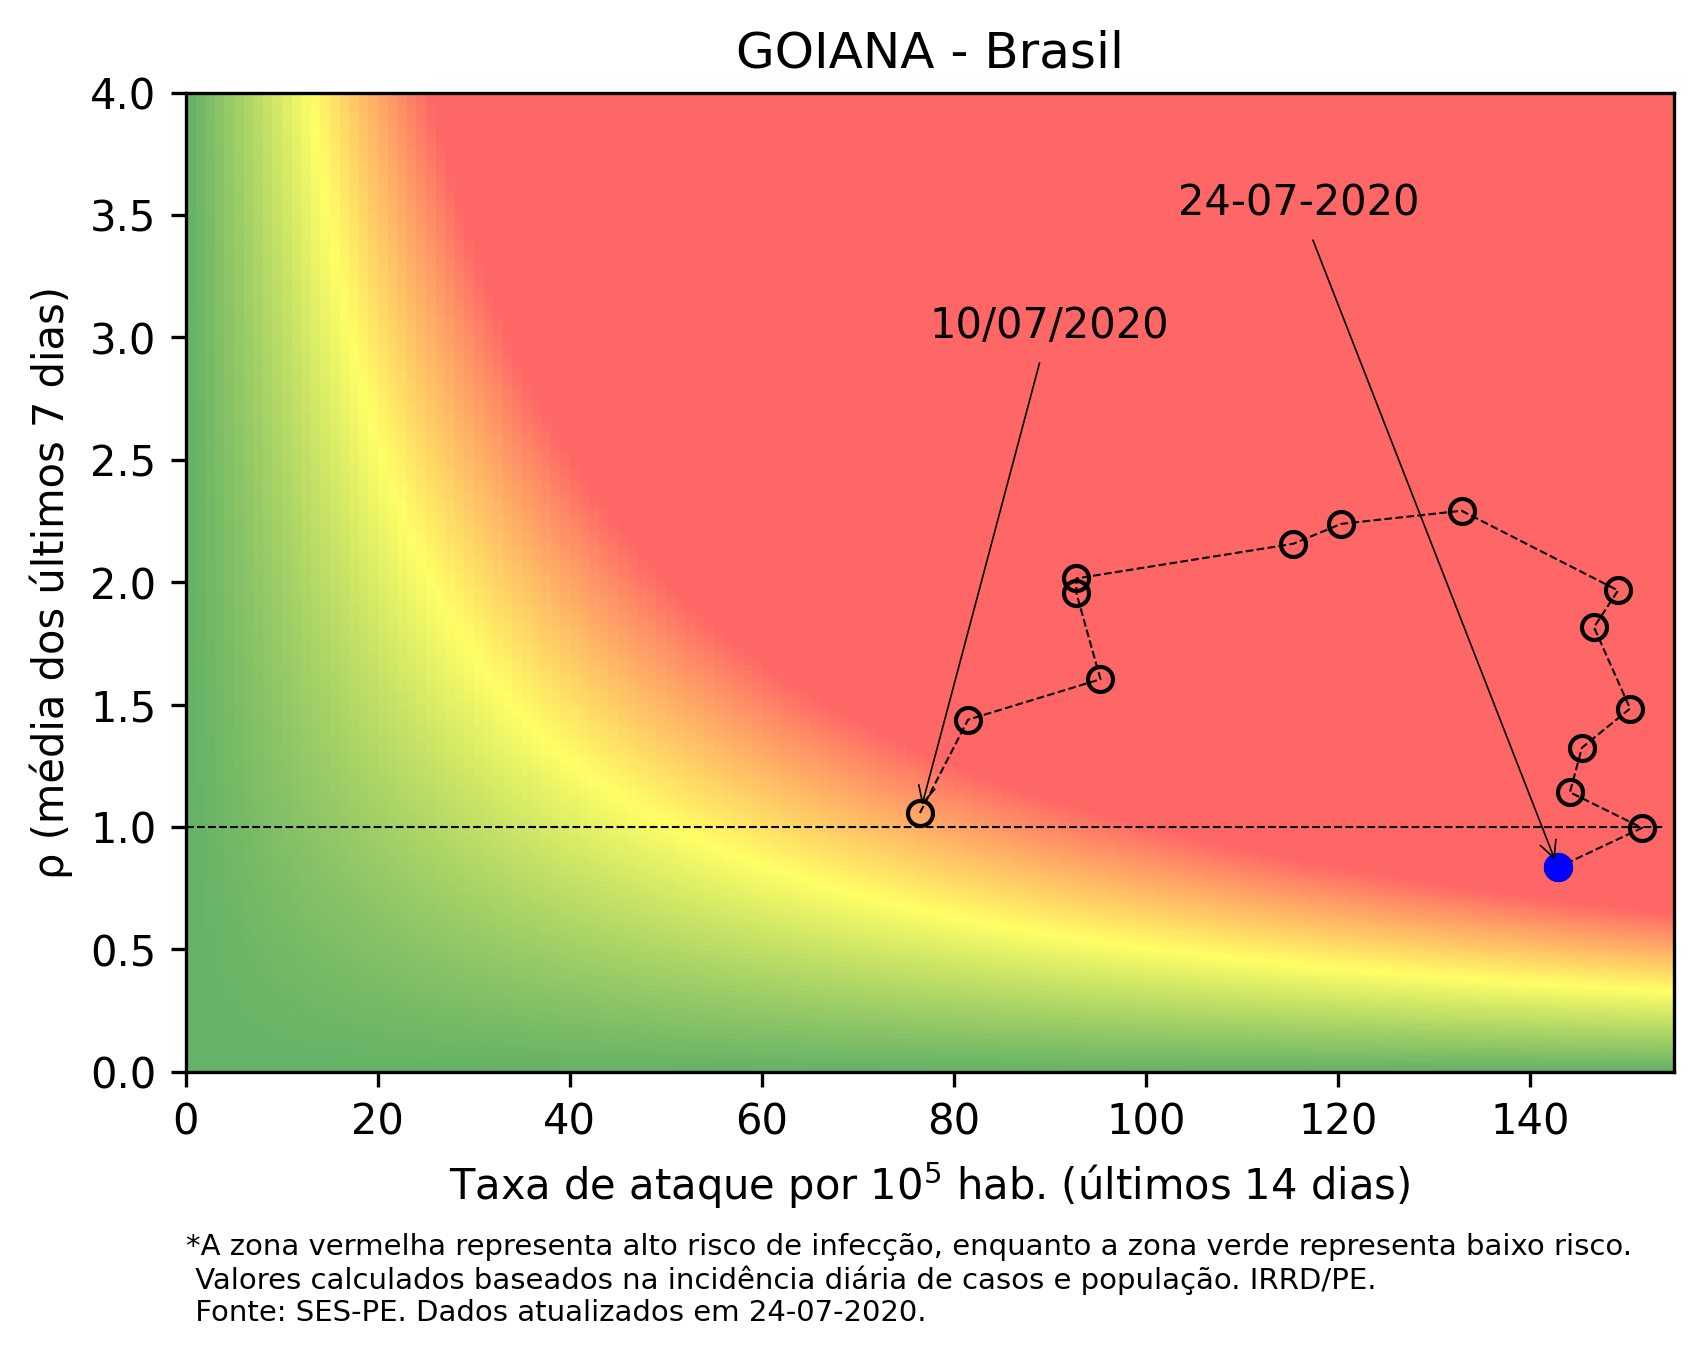 GOIANA - Brasil
4.0
3.5
3.0
2.5
2.0
1.5
1.0
0.5
0.0
ρ (média dos últimos 7 dias)
24-07-2020
10/07/2020
0 20 40 60 80 100 120 140
Taxa de ataque por 10⁵ hab. (últimos 14 dias)
*A zona vermelha representa alto risco de infecção, enquanto a zona verde representa baixo risco.
Valores calculados baseados na incidência diária de casos e população. IRRD/PE.
Fonte: SES-PE. Dados atualizados em 24-07-2020.